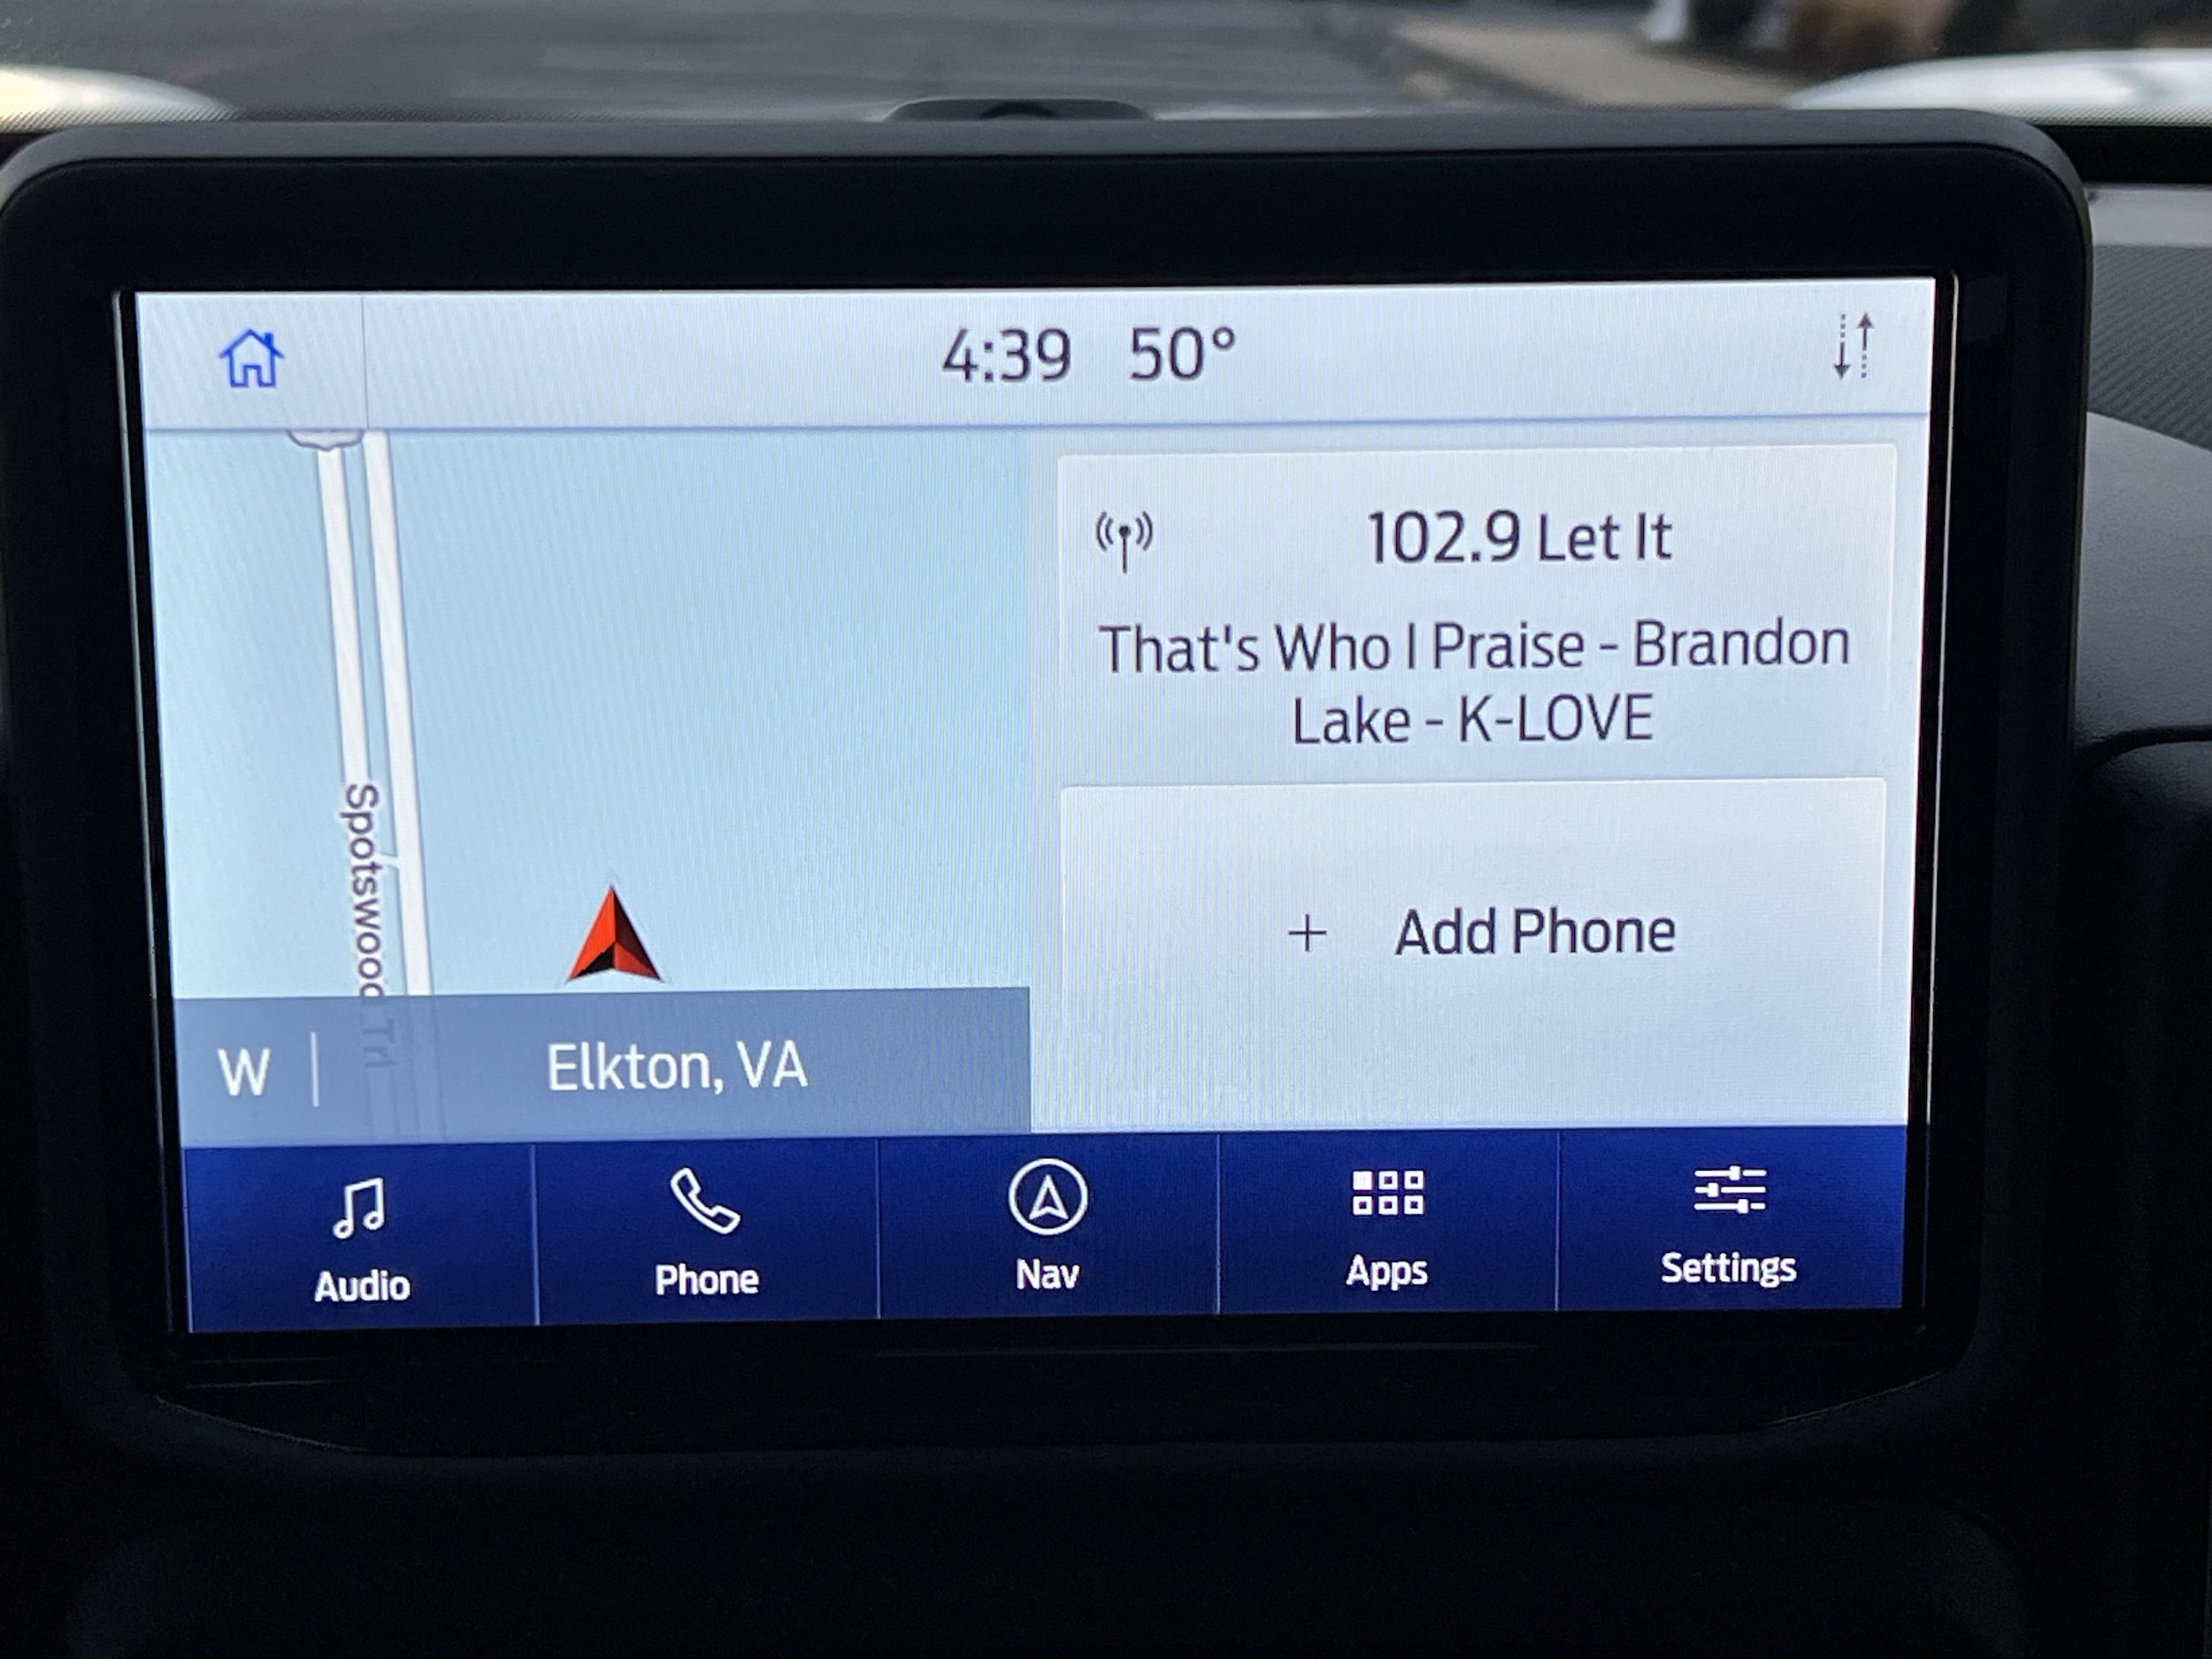 4:39 50°
102.9 Let It
That's Who I Praise - Brandon
Lake - K-LOVE
Spotswood Trl
+ Add Phone
W | Elkton, VA
Audio
Phone
Nav
Apps
Settings